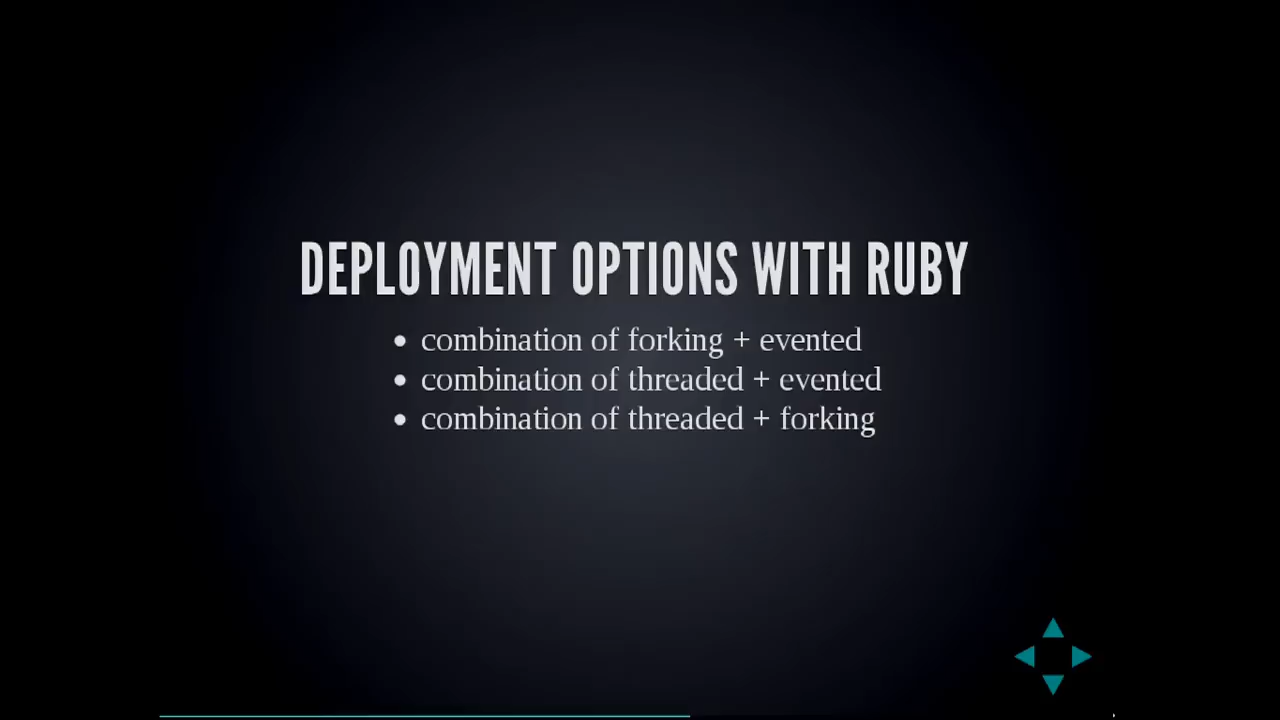 DEPLOYMENT OPTIONS WITH RUBY
• combination of forking + evented
• combination of threaded + evented
• combination of threaded + forking